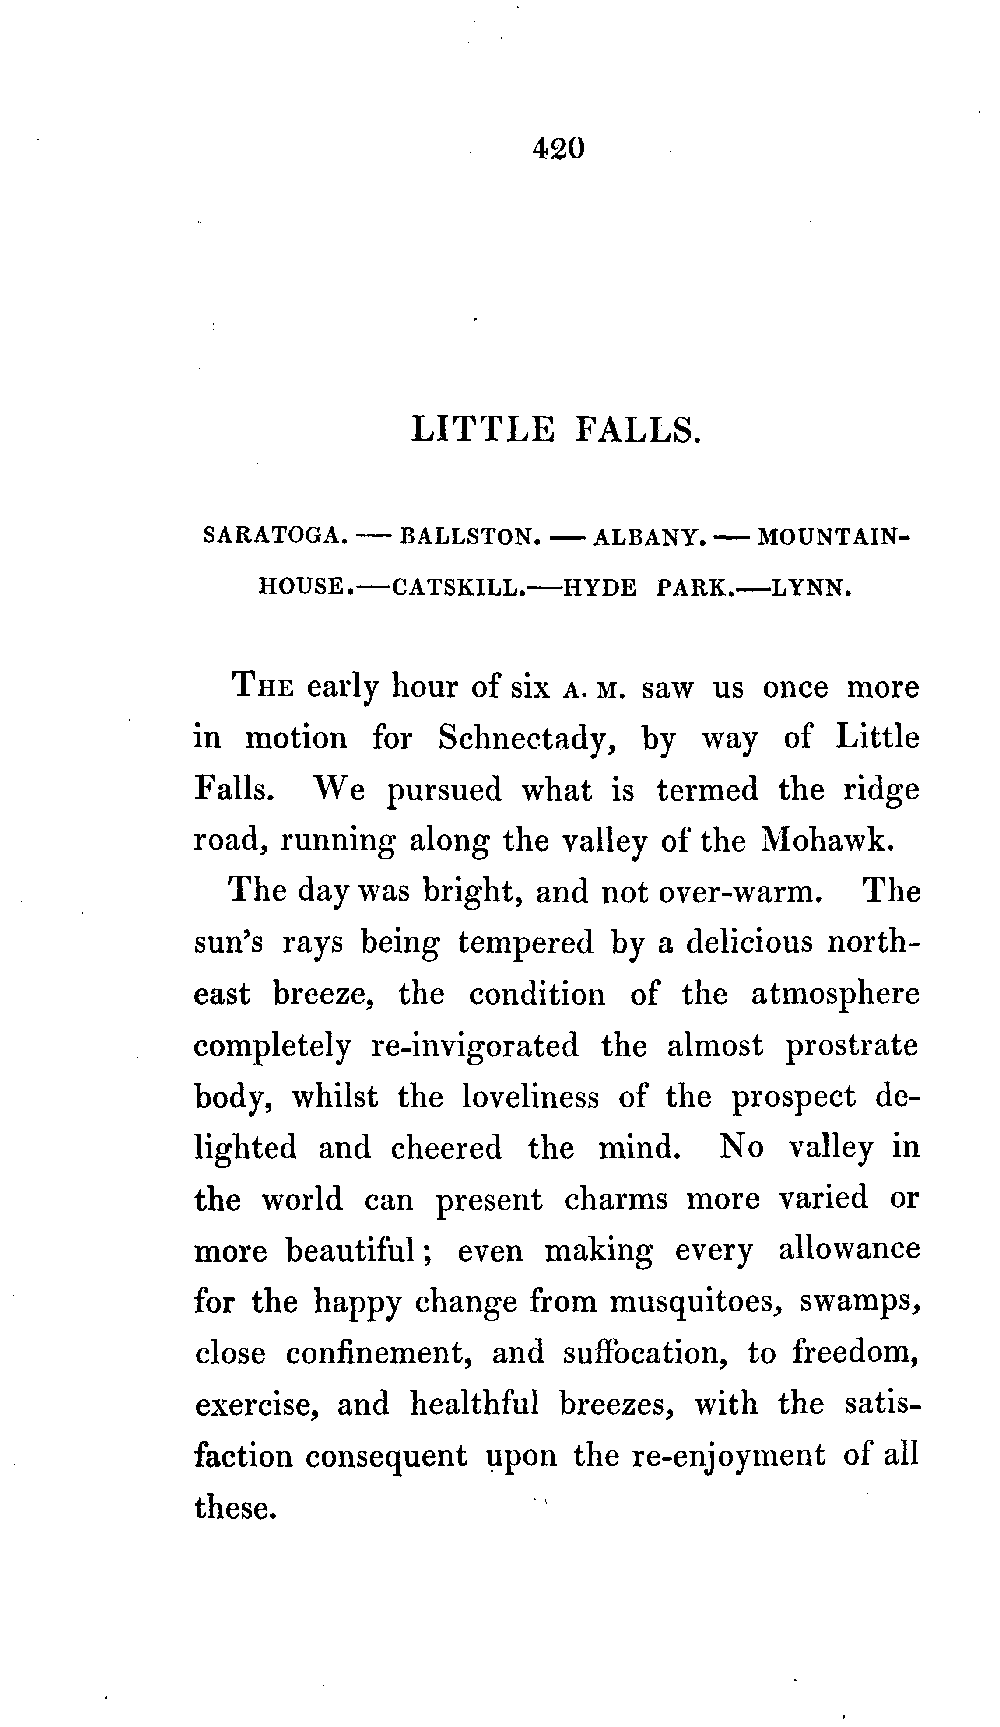 420
LITTLE FALLS.
SARATOGA. — BALLSTON. — ALBANY. — MOUNTAIN-
HOUSE.—CATSKILL.—HYDE PARK.—LYNN.
THE early hour of six A. M. saw us once more
in motion for Schnectady, by way of Little
Falls. We pursued what is termed the ridge
road, running along the valley of the Mohawk.
The day was bright, and not over-warm. The
sun's rays being tempered by a delicious north-
east breeze, the condition of the atmosphere
completely re-invigorated the almost prostrate
body, whilst the loveliness of the prospect de-
lighted and cheered the mind. No valley in
the world can present charms more varied or
more beautiful; even making every allowance
for the happy change from musquitoes, swamps,
close confinement, and suffocation, to freedom,
exercise, and healthful breezes, with the satis-
faction consequent upon the re-enjoyment of all
these.